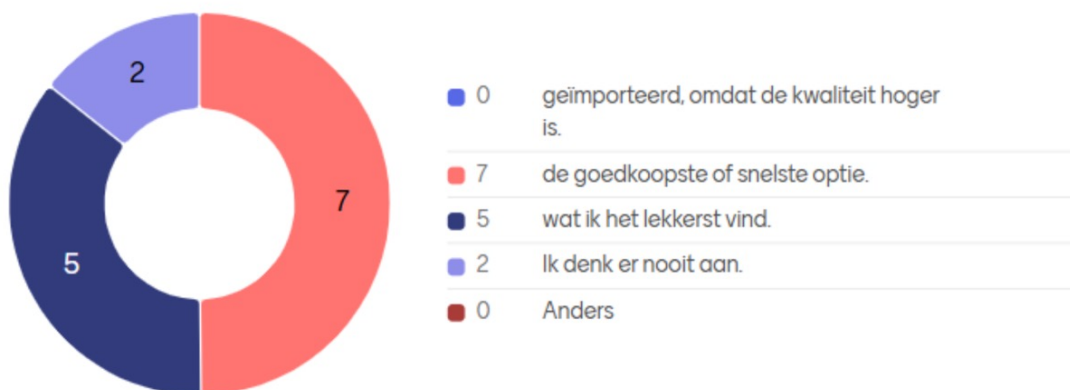 2
7
5
0 geïmporteerd, omdat de kwaliteit hoger
is.
7 de goedkoopste of snelste optie.
5 wat ik het lekkerst vind.
2 Ik denk er nooit aan.
0 Anders